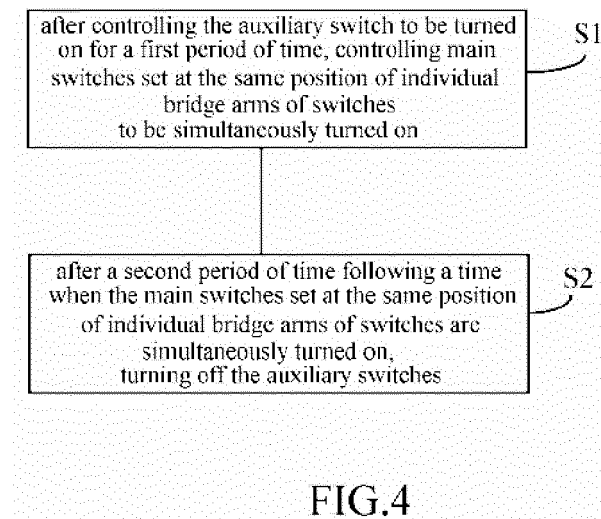 after controlling the auxiliary switch to be turned
on for a first period of time, controlling main
switches set at the same position of individual
bridge arms of switches
to be simultaneously turned on
S1
after a second period of time following a time
when the main switches set at the same position
of individual bridge arms of switches are
simultaneously turned on,
turning off the auxiliary switches
S2
FIG.4